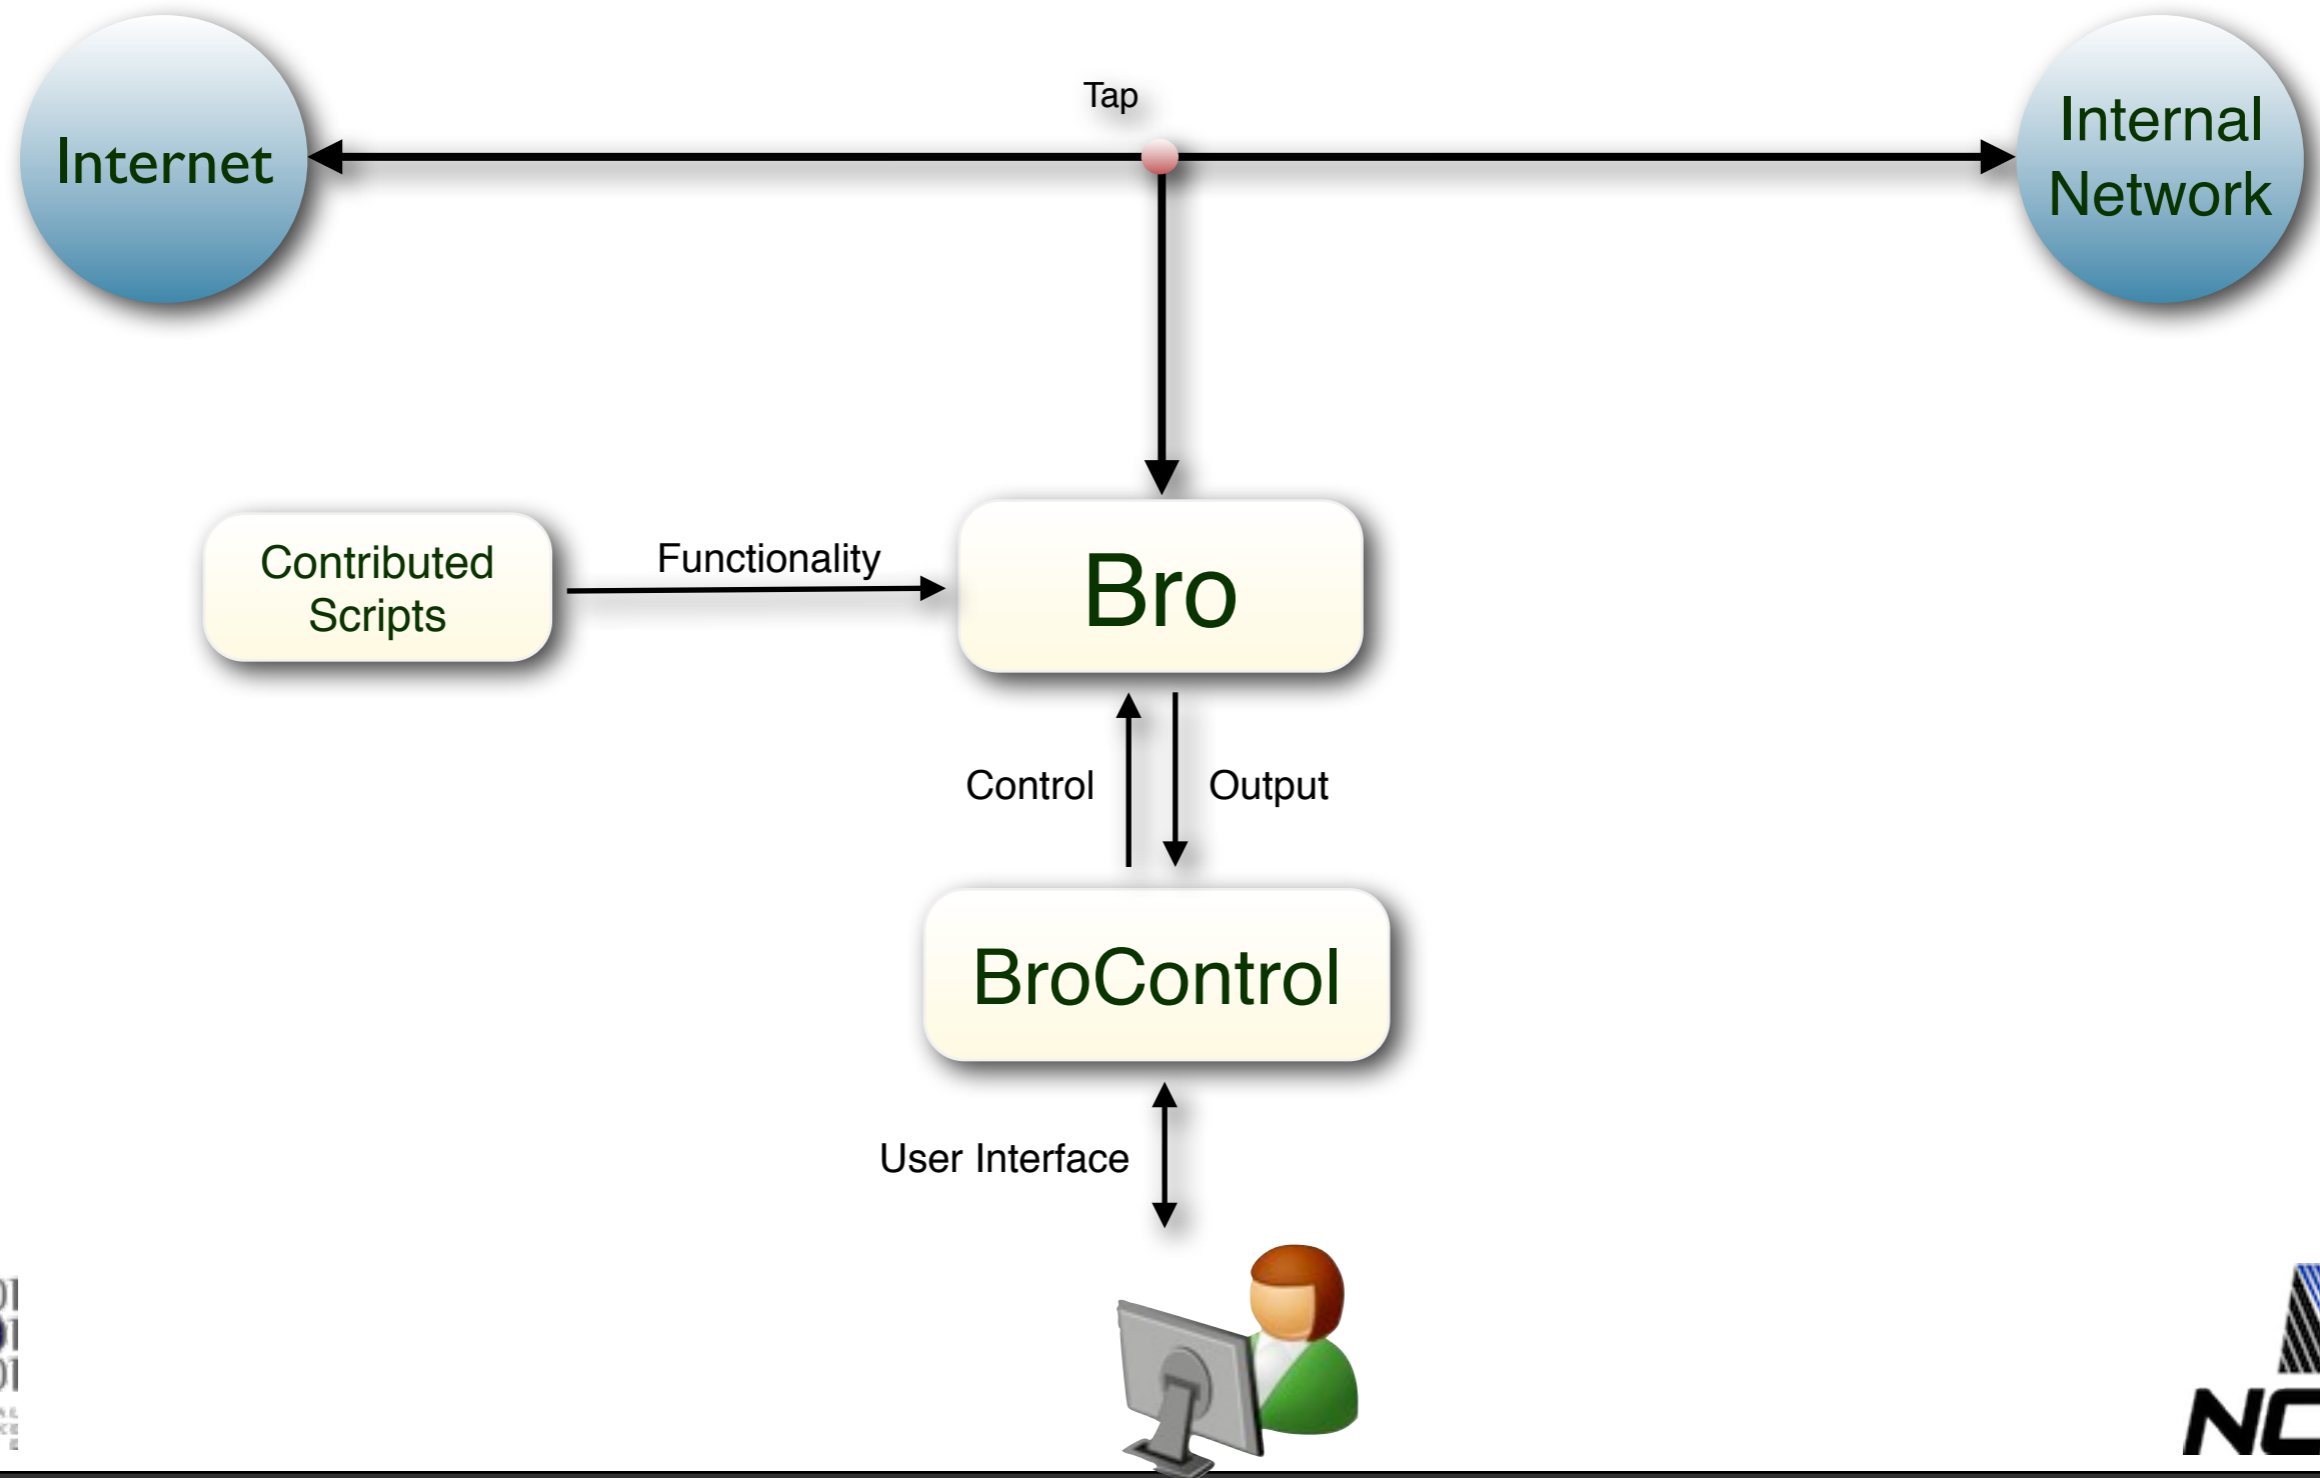 Tap
Internet
Internal
Network
Contributed
Scripts
Functionality
Bro
Control
Output
BroControl
User Interface